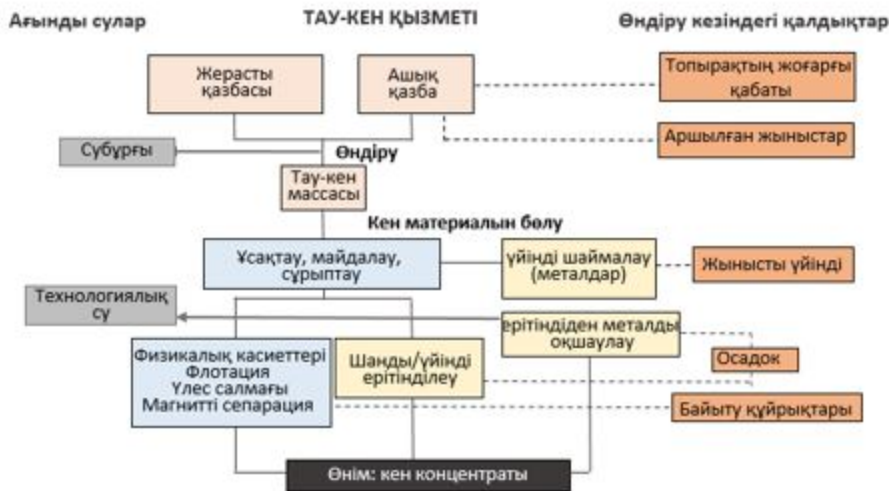 Ағынды сулар
ТАУ-КЕН ҚЫЗМЕТІ
Өндіру кезіндегі қалдықтар
Жерасты
қазбасы
Ашық
қазба
Топырақтың жоғарғы
қабаты
Аршылған жыныстар
Субұрғы
Өндіру
Тау-кен
массасы
Кен материалын бөлу
Ұсақтау, майдалау,
сұрыптау
үйінді шаймалау
(металдар)
Жынысты үйінді
Технологиялық
су
ерітіндіден металды
оқшаулау
Физикалық касиеттері
Флотация
Үлес салмағы
Магнитті сепарация
Шанды/үйінді
ерітінділеу
Осадок
Байыту құйрықтары
Өнім: кен концентраты